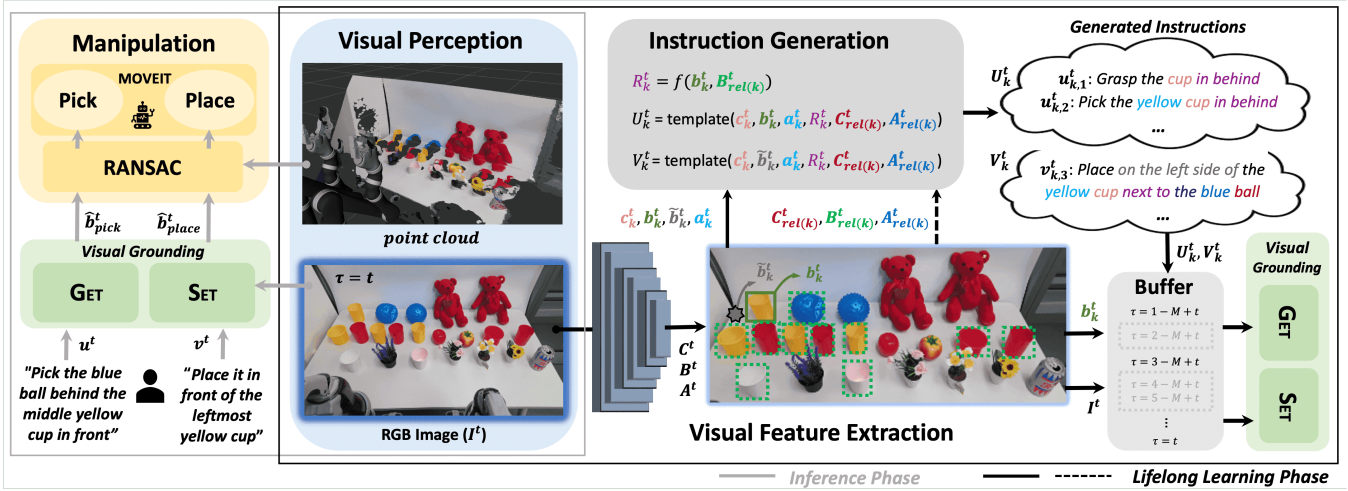 Manipulation
MOVEIT
Pick
Place
RANSAC
b̂ᵗpick
b̂ᵗplace
Visual Grounding
GET
SET
uᵗ
vᵗ
"Pick the blue
ball behind the
middle yellow
cup in front”
“Place it in
front of the
leftmost
yellow cup”
Visual Perception
point cloud
τ = t
RGB Image (Iᵗ)
Cᵗ
Bᵗ
Aᵗ
Instruction Generation
Rᵗₖ = f(bᵗₖ, Bᵗrel(k))
Uᵗₖ = template(cᵗₖ, bᵗₖ, aᵗₖ, Rᵗₖ, Cᵗrel(k), Aᵗrel(k))
Vᵗₖ = template(cᵗₖ, b̃ᵗₖ, aᵗₖ, Rᵗₖ, Cᵗrel(k), Aᵗrel(k))
cᵗₖ, bᵗₖ, b̃ᵗₖ, aᵗₖ
Cᵗrel(k), Bᵗrel(k), Aᵗrel(k)
b̃ᵗₖ
bᵗₖ
Visual Feature Extraction
Generated Instructions
Uᵗₖ
uᵗₖ,₁: Grasp the cup in behind
uᵗₖ,₂: Pick the yellow cup in behind
...
Vᵗₖ
vᵗₖ,₃: Place on the left side of the
yellow cup next to the blue ball
...
Uᵗₖ, Vᵗₖ
bᵗₖ
Iᵗ
Buffer
τ = 1 − M + t
τ = 2 − M + t
τ = 3 − M + t
τ = 4 − M + t
τ = 5 − M + t
⋮
τ = t
Visual
Grounding
GET
SET
Inference Phase
Lifelong Learning Phase